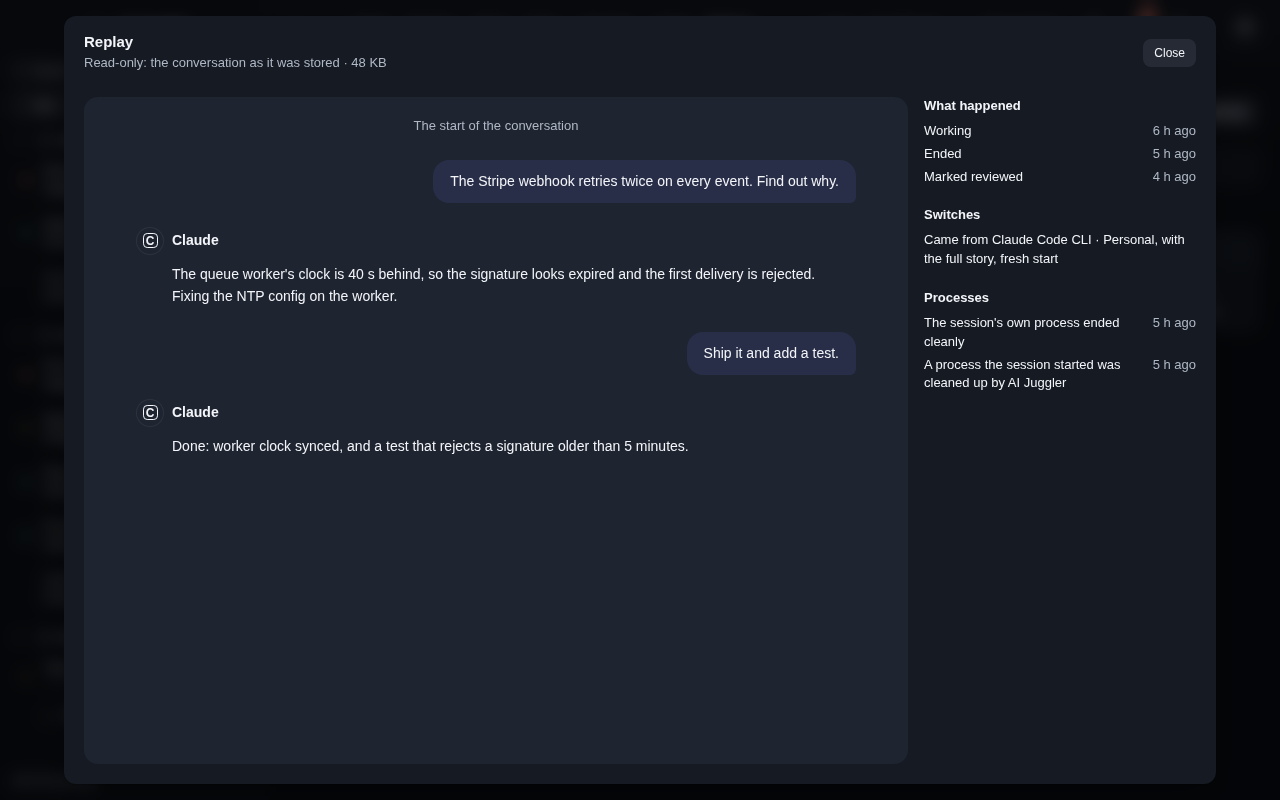 Replay
Read-only: the conversation as it was stored · 48 KB
Close
The start of the conversation
The Stripe webhook retries twice on every event. Find out why.
C Claude
The queue worker's clock is 40 s behind, so the signature looks expired and the first delivery is rejected.
Fixing the NTP config on the worker.
Ship it and add a test.
C Claude
Done: worker clock synced, and a test that rejects a signature older than 5 minutes.
What happened
Working 6 h ago
Ended 5 h ago
Marked reviewed 4 h ago
Switches
Came from Claude Code CLI · Personal, with
the full story, fresh start
Processes
The session's own process ended 5 h ago
cleanly
A process the session started was 5 h ago
cleaned up by AI Juggler